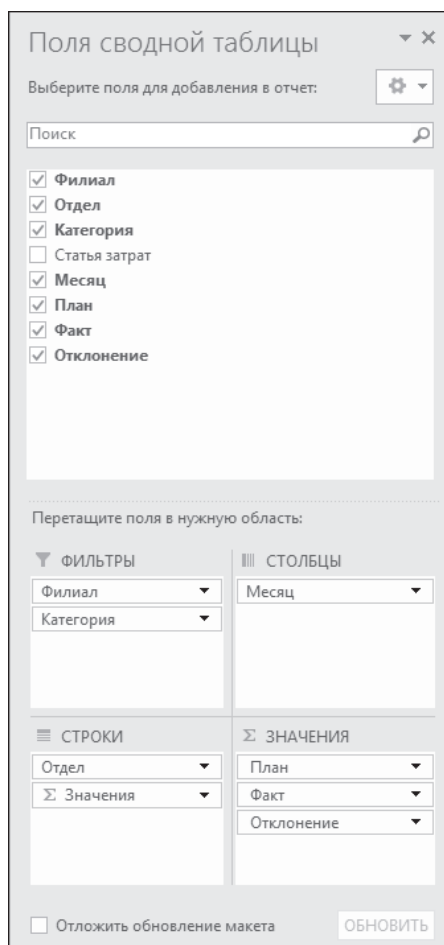 Поля сводной таблицы
Выберите поля для добавления в отчет:
Поиск
Филиал
Отдел
Категория
Статья затрат
Месяц
План
Факт
Отклонение
Перетащите поля в нужную область:
ФИЛЬТРЫ
Филиал
Категория
СТОЛБЦЫ
Месяц
СТРОКИ
Отдел
Σ Значения
Σ ЗНАЧЕНИЯ
План
Факт
Отклонение
Отложить обновление макета
ОБНОВИТЬ